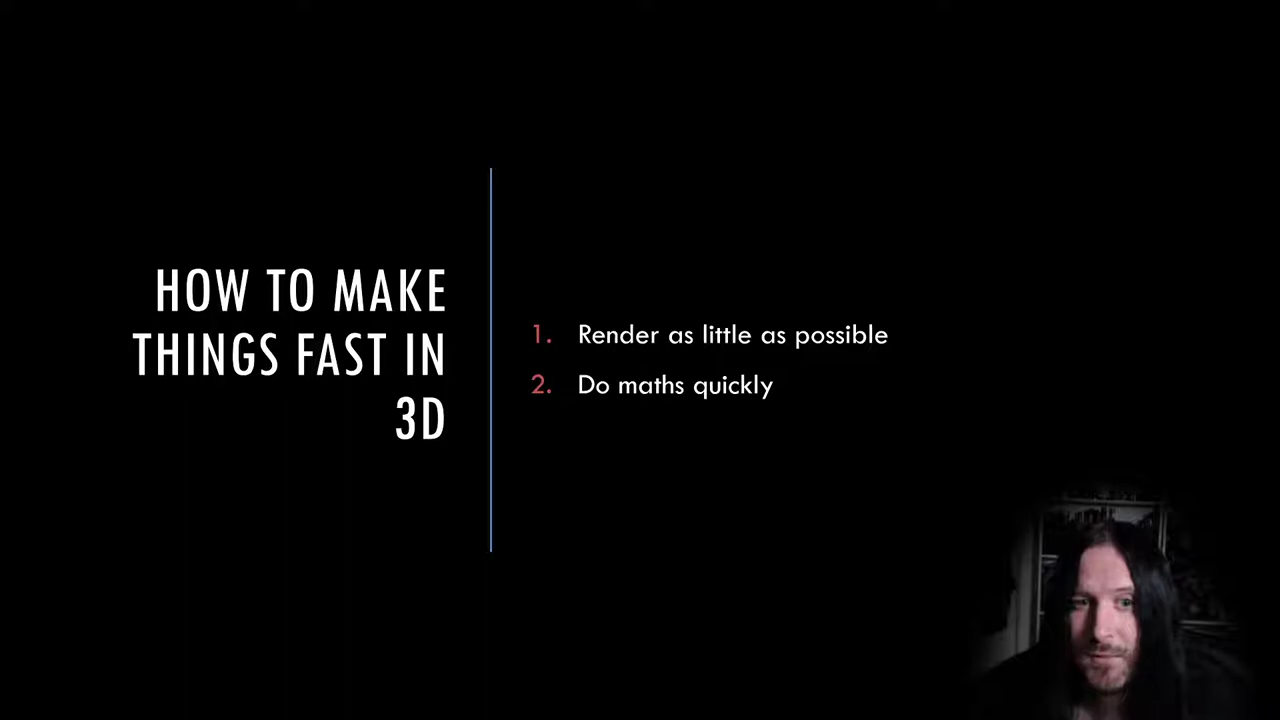 HOW TO MAKE
THINGS FAST IN
3D
1. Render as little as possible
2. Do maths quickly